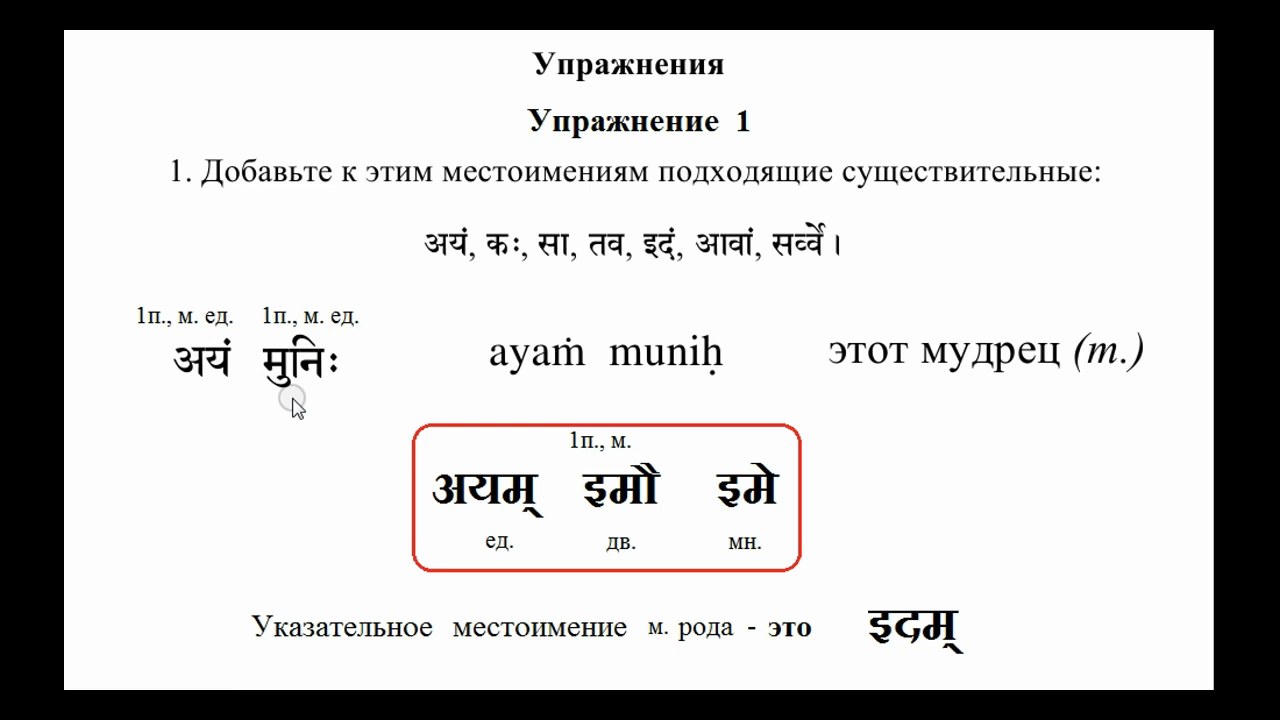 Упражнения
Упражнение 1
1. Добавьте к этим местоимениям подходящие существительные:
अयं, कः, सा, तव, इदं, आवां, सर्व्वे ।
1п., м. ед. 1п., м. ед.
अयं मुनिः ayaṁ muniḥ этот мудрец (m.)
1п., м.
अयम् इमौ इमे
ед. дв. мн.
Указательное местоимение м. рода - это इदम्